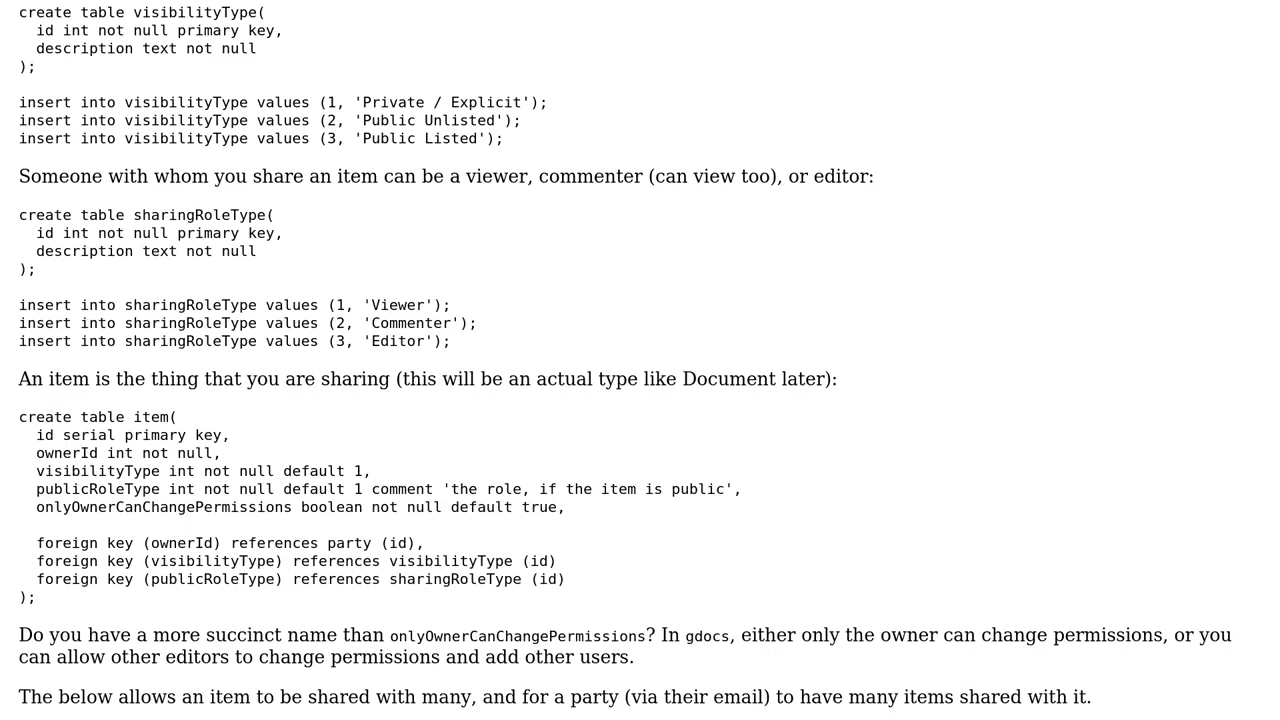 create table visibilityType(
  id int not null primary key,
  description text not null
);

insert into visibilityType values (1, 'Private / Explicit');
insert into visibilityType values (2, 'Public Unlisted');
insert into visibilityType values (3, 'Public Listed');

Someone with whom you share an item can be a viewer, commenter (can view too), or editor:

create table sharingRoleType(
  id int not null primary key,
  description text not null
);

insert into sharingRoleType values (1, 'Viewer');
insert into sharingRoleType values (2, 'Commenter');
insert into sharingRoleType values (3, 'Editor');

An item is the thing that you are sharing (this will be an actual type like Document later):

create table item(
  id serial primary key,
  ownerId int not null,
  visibilityType int not null default 1,
  publicRoleType int not null default 1 comment 'the role, if the item is public',
  onlyOwnerCanChangePermissions boolean not null default true,

  foreign key (ownerId) references party (id),
  foreign key (visibilityType) references visibilityType (id)
  foreign key (publicRoleType) references sharingRoleType (id)
);

Do you have a more succinct name than onlyOwnerCanChangePermissions? In gdocs, either only the owner can change permissions, or you
can allow other editors to change permissions and add other users.

The below allows an item to be shared with many, and for a party (via their email) to have many items shared with it.